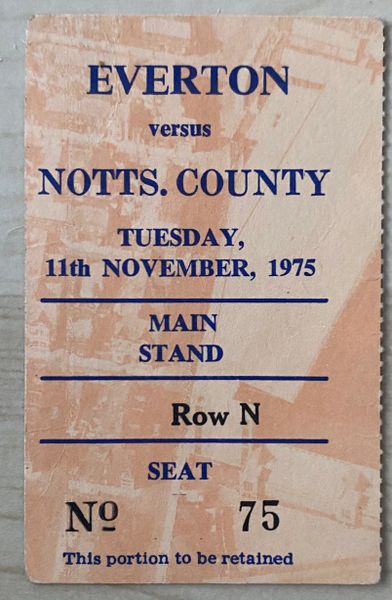 EVERTON
versus
NOTTS. COUNTY
TUESDAY,
11th NOVEMBER, 1975
MAIN
STAND
Row N
SEAT
Nº 75
This portion to be retained